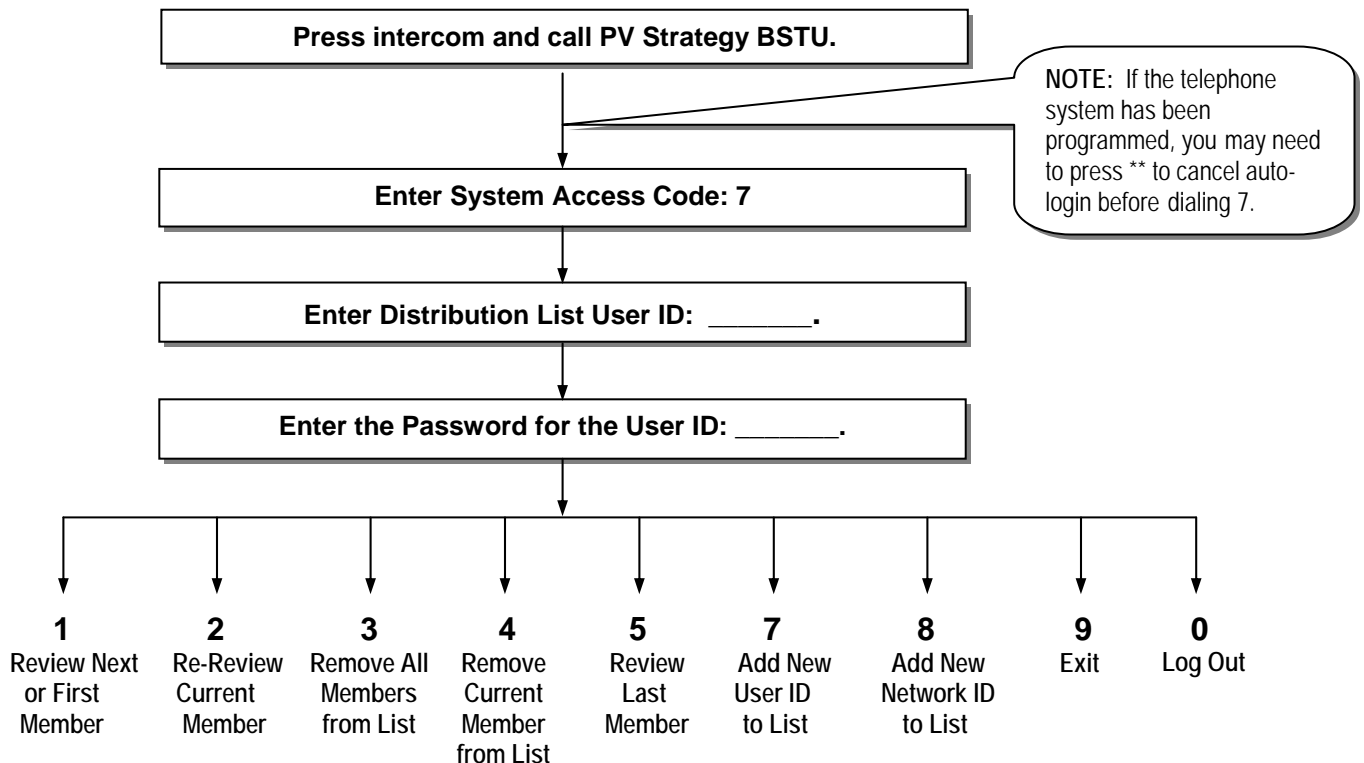 Press intercom and call PV Strategy BSTU.
NOTE: If the telephone
system has been
programmed, you may need
to press ** to cancel auto-
login before dialing 7.
Enter System Access Code: 7
Enter Distribution List User ID: _______.
Enter the Password for the User ID: _______.
1
Review Next
or First
Member
2
Re-Review
Current
Member
3
Remove All
Members
from List
4
Remove
Current
Member
from List
5
Review
Last
Member
7
Add New
User ID
to List
8
Add New
Network ID
to List
9
Exit
0
Log Out